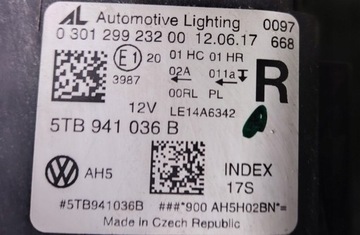 AL Automotive Lighting 0097
0 301 299 232 00 12.06.17 668
E1 20 01 HC 01 HR
3987 02A 011a R
00RL PL
12V LE14A6342
5TB 941 036 B
AH5 INDEX
17S
#5TB941036B ###*900 AH5H02BN*=
Made in Czech Republic